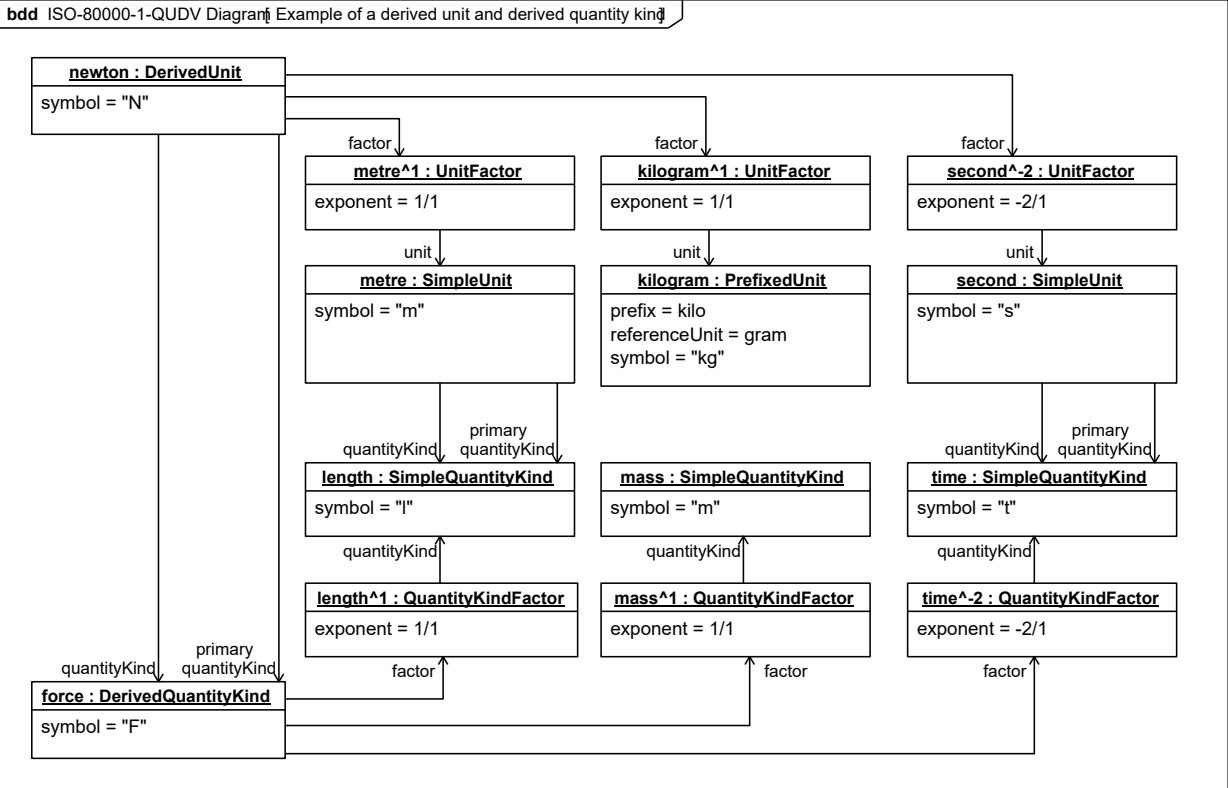 bdd ISO-80000-1-QUDV Diagram[ Example of a derived unit and derived quantity kind]
newton : DerivedUnit
symbol = "N"
factor
factor
factor
metre^1 : UnitFactor
exponent = 1/1
kilogram^1 : UnitFactor
exponent = 1/1
second^-2 : UnitFactor
exponent = -2/1
unit
unit
unit
metre : SimpleUnit
symbol = "m"
kilogram : PrefixedUnit
prefix = kilo
referenceUnit = gram
symbol = "kg"
second : SimpleUnit
symbol = "s"
quantityKind
primary
quantityKind
quantityKind
primary
quantityKind
length : SimpleQuantityKind
symbol = "l"
mass : SimpleQuantityKind
symbol = "m"
time : SimpleQuantityKind
symbol = "t"
quantityKind
quantityKind
quantityKind
length^1 : QuantityKindFactor
exponent = 1/1
mass^1 : QuantityKindFactor
exponent = 1/1
time^-2 : QuantityKindFactor
exponent = -2/1
quantityKind
primary
quantityKind
factor
factor
factor
force : DerivedQuantityKind
symbol = "F"